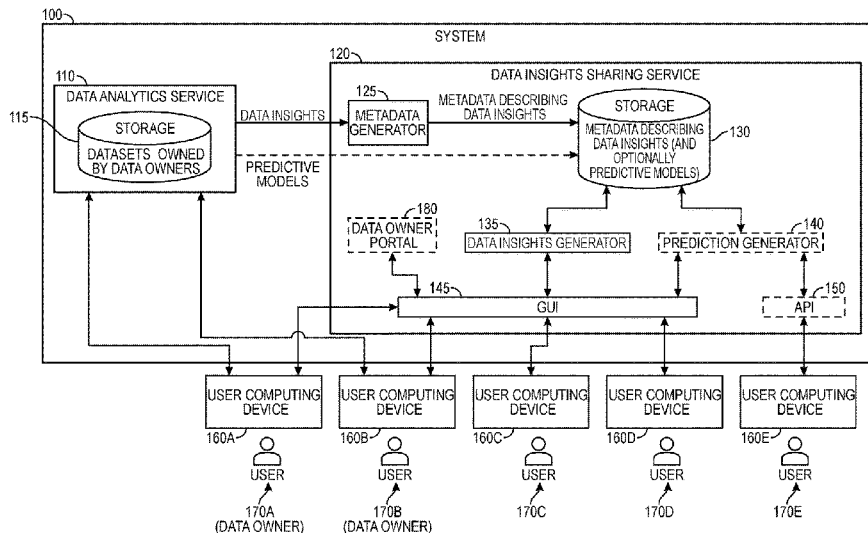 100
SYSTEM
120
110
DATA ANALYTICS SERVICE
115
STORAGE
DATASETS OWNED
BY DATA OWNERS
DATA INSIGHTS
PREDICTIVE
MODELS
DATA INSIGHTS SHARING SERVICE
125
METADATA
GENERATOR
METADATA DESCRIBING
DATA INSIGHTS
STORAGE
METADATA DESCRIBING
DATA INSIGHTS (AND
OPTIONALLY
PREDICTIVE
MODELS)
130
180
DATA OWNER
PORTAL
135
DATA INSIGHTS GENERATOR
140
PREDICTION GENERATOR
145
GUI
150
API
USER COMPUTING
DEVICE
160A
USER
170A
(DATA OWNER)
USER COMPUTING
DEVICE
160B
USER
170B
(DATA OWNER)
USER COMPUTING
DEVICE
160C
USER
170C
USER COMPUTING
DEVICE
160D
USER
170D
USER COMPUTING
DEVICE
160E
USER
170E